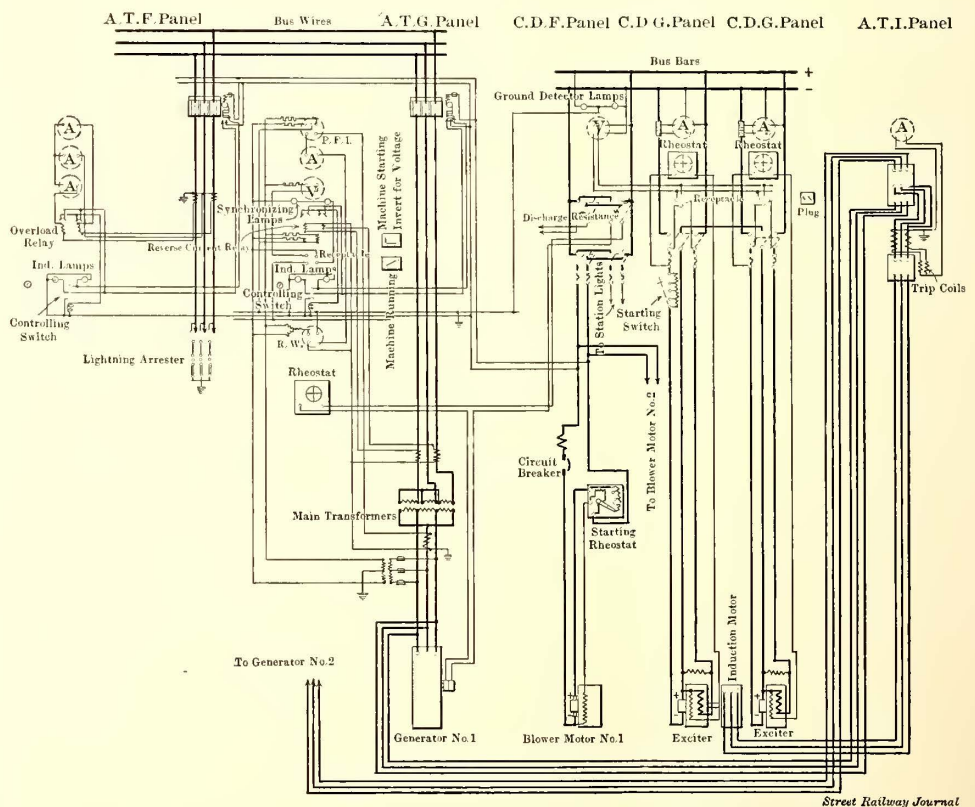 A.T.F.Panel
Bus Wires
A.T.G.Panel
C.D.F.Panel
C.D G.Panel
C.D.G.Panel
A.T.I.Panel
Bus Bars
+
-
Ground Detector Lamps
A
A
A
P.F.I.
A
V
V
A
Rheostat
A
Rheostat
A
Machine Starting
Invert for Voltage
Synchronizing
Lamps
Receptacle
Plug
Discharge Resistance
Overload
Relay
Reverse Current Relay
Receptacle
Ind. Lamps
Ind. Lamps
Controlling
Switch
Controlling
Switch
Machine Running
To Station Lights
Starting
Switch
Trip Coils
R.W.
Lightning Arrester
Rheostat
To Blower Motor No.2
Circuit
Breaker
Main Transformers
Starting
Rheostat
Induction Motor
To Generator No.2
+
-
+
-
+
-
Generator No.1
Blower Motor No.1
Exciter
Exciter
Street Railway Journal